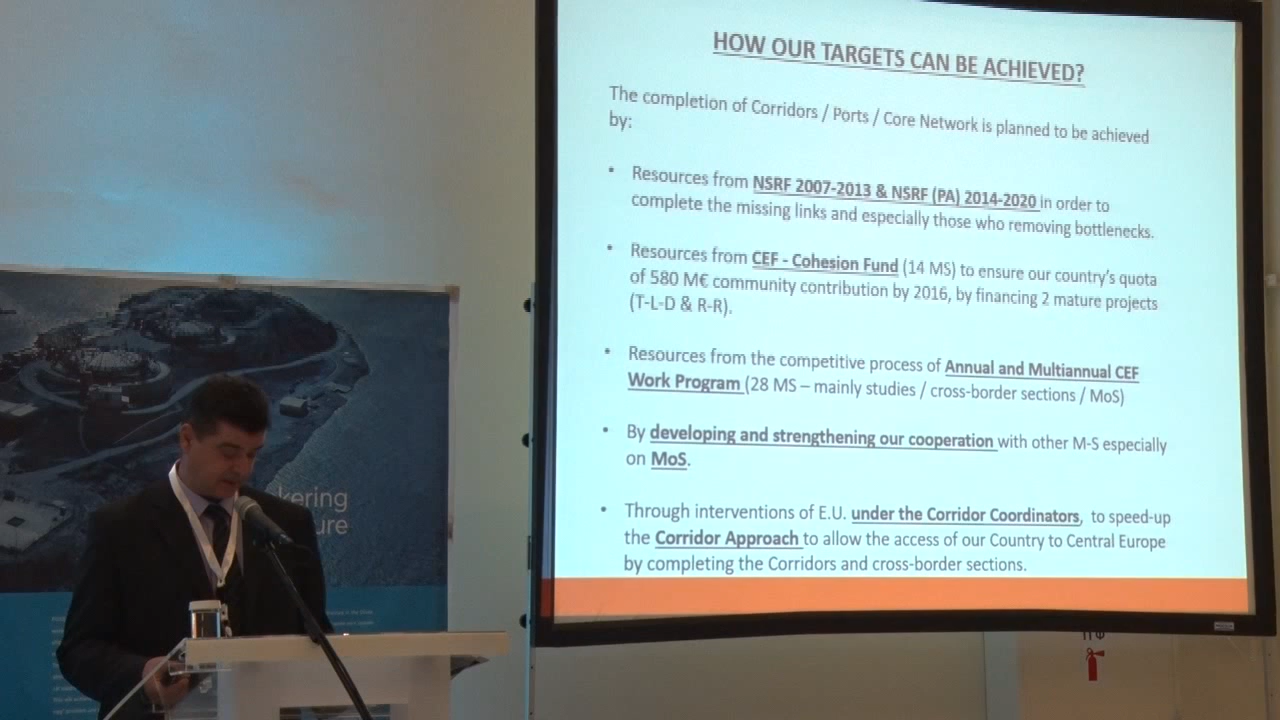 HOW OUR TARGETS CAN BE ACHIEVED?
The completion of Corridors / Ports / Core Network is planned to be achieved
by:
• Resources from NSRF 2007-2013 & NSRF (PA) 2014-2020 in order to
complete the missing links and especially those who removing bottlenecks.
• Resources from CEF - Cohesion Fund (14 MS) to ensure our country's quota
of 580 M€ community contribution by 2016, by financing 2 mature projects
(T-L-D & R-R).
• Resources from the competitive process of Annual and Multiannual CEF
Work Program (28 MS – mainly studies / cross-border sections / MoS)
• By developing and strengthening our cooperation with other M-S especially
on MoS.
• Through interventions of E.U. under the Corridor Coordinators, to speed-up
the Corridor Approach to allow the access of our Country to Central Europe
by completing the Corridors and cross-border sections.
kering
ure